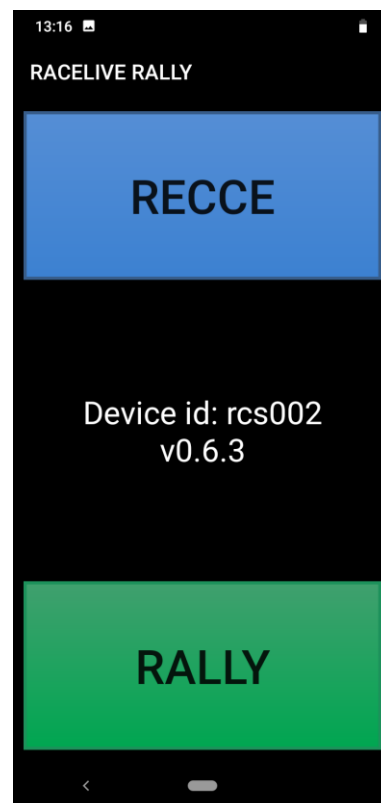 13:16
RACELIVE RALLY
RECCE
Device id: rcs002
v0.6.3
RALLY